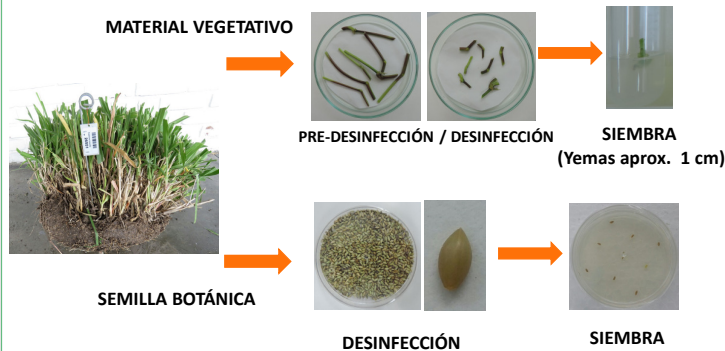 MATERIAL VEGETATIVO
PRE-DESINFECCIÓN / DESINFECCIÓN
SIEMBRA
(Yemas aprox.  1 cm)
SEMILLA BOTÁNICA
DESINFECCIÓN
SIEMBRA